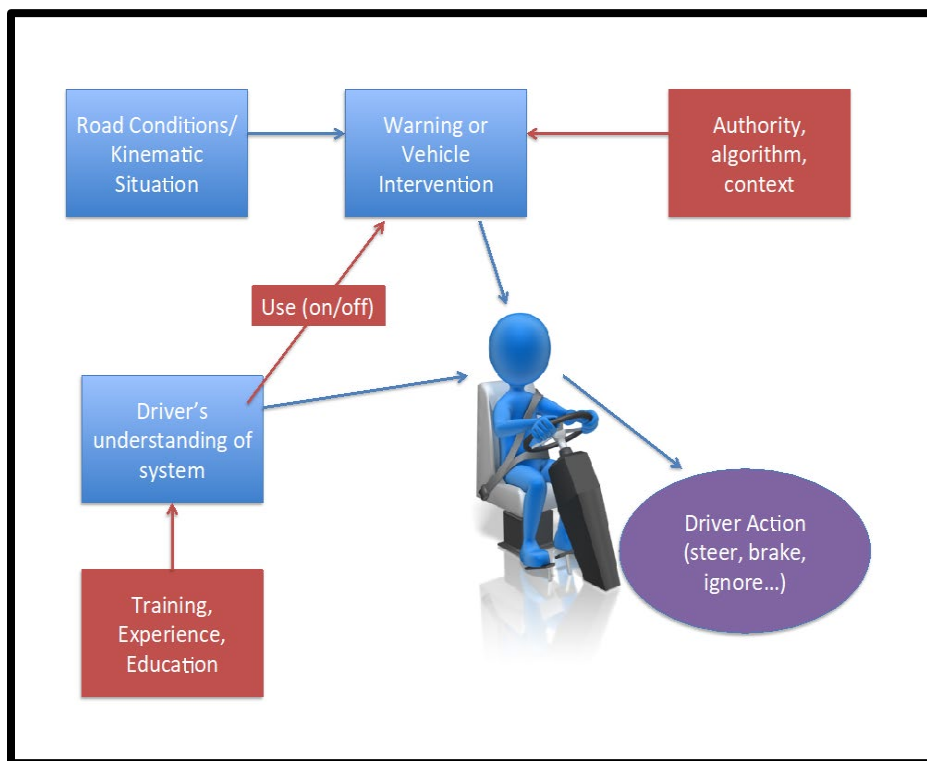 Road Conditions/
Kinematic
Situation
Warning or
Vehicle
Intervention
Authority,
algorithm,
context
Use (on/off)
Driver’s
understanding of
system
Driver Action
(steer, brake,
ignore…)
Training,
Experience,
Education